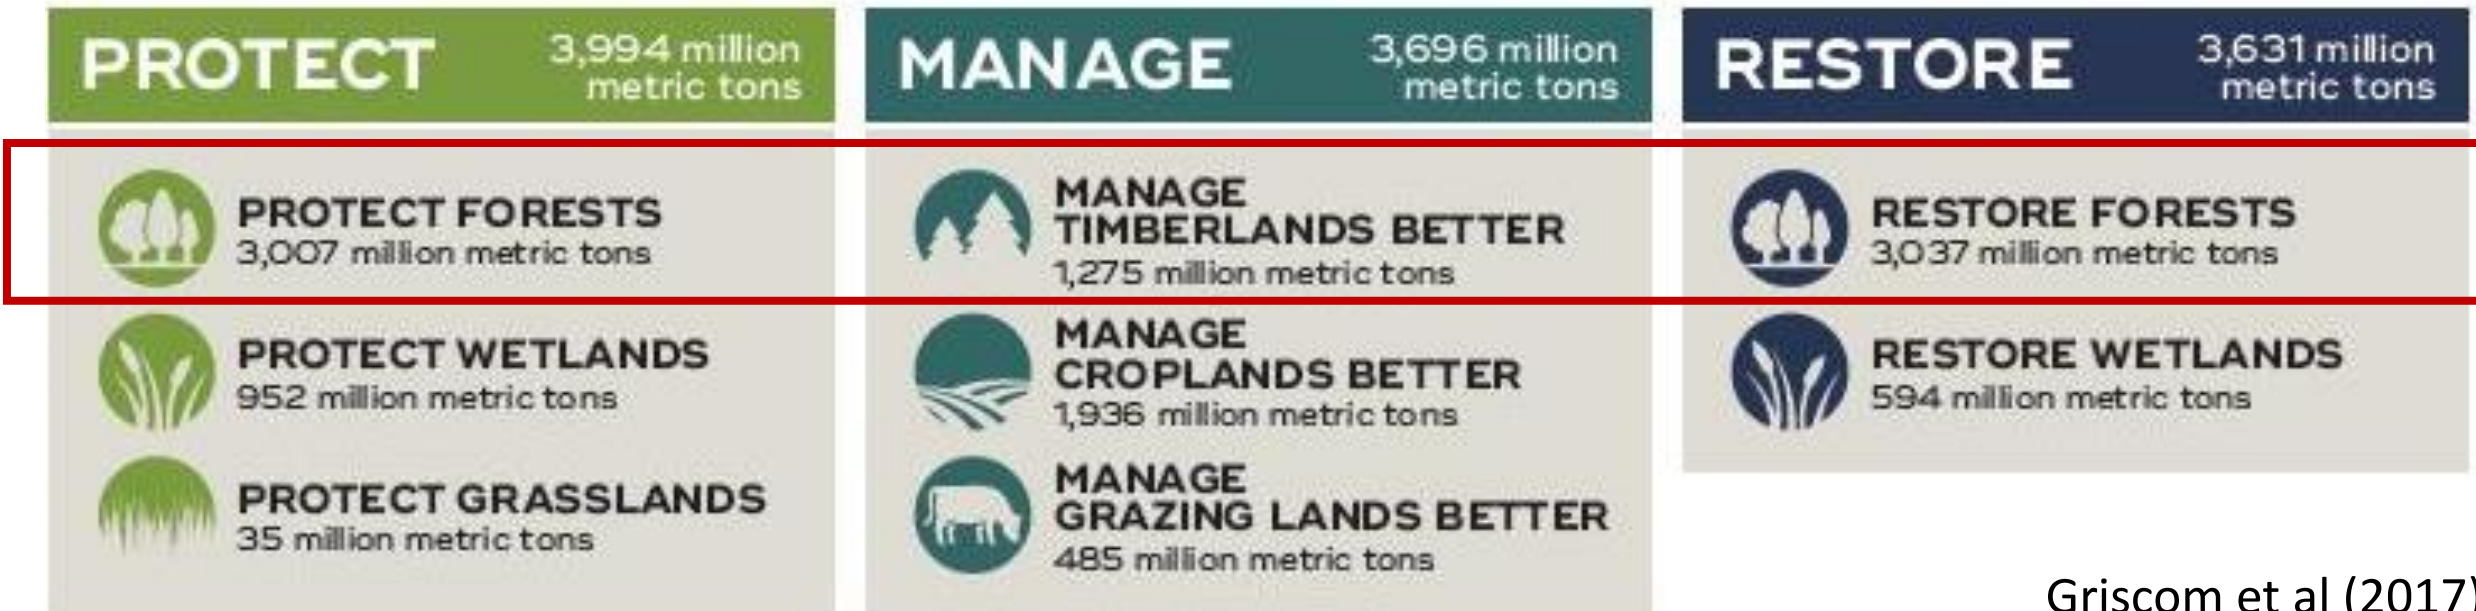 PROTECT
3,994 million
metric tons
PROTECT FORESTS
3,007 million metric tons
PROTECT WETLANDS
952 million metric tons
PROTECT GRASSLANDS
35 million metric tons
MANAGE
3,696 million
metric tons
MANAGE
TIMBERLANDS BETTER
1,275 million metric tons
MANAGE
CROPLANDS BETTER
1,936 million metric tons
MANAGE
GRAZING LANDS BETTER
485 million metric tons
RESTORE
3,631 million
metric tons
RESTORE FORESTS
3,037 million metric tons
RESTORE WETLANDS
594 million metric tons
Griscom et al (2017)